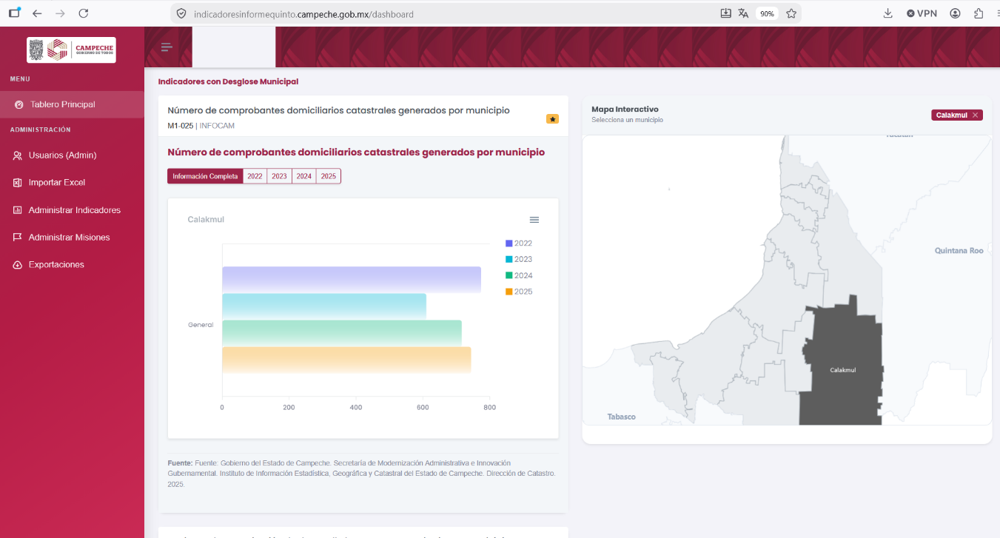 indicadoresinformequinto.campeche.gob.mx/dashboard
90%
VPN
CAMPECHE
GOBIERNO DE TODOS
MENU
Tablero Principal
ADMINISTRACIÓN
Usuarios (Admin)
Importar Excel
Administrar Indicadores
Administrar Misiones
Exportaciones
Indicadores con Desglose Municipal
Número de comprobantes domiciliarios catastrales generados por municipio
M1-025 | INFOCAM
Número de comprobantes domiciliarios catastrales generados por municipio
Información Completa 2022 2023 2024 2025
Calakmul
2022
2023
2024
2025
General
0 200 400 600 800
Fuente: Fuente: Gobierno del Estado de Campeche. Secretaría de Modernización Administrativa e Innovación
Gubernamental. Instituto de Información Estadística, Geográfica y Catastral del Estado de Campeche. Dirección de Catastro.
2025.
Mapa Interactivo
Selecciona un municipio
Calakmul ×
Quintana Roo
Calakmul
Tabasco